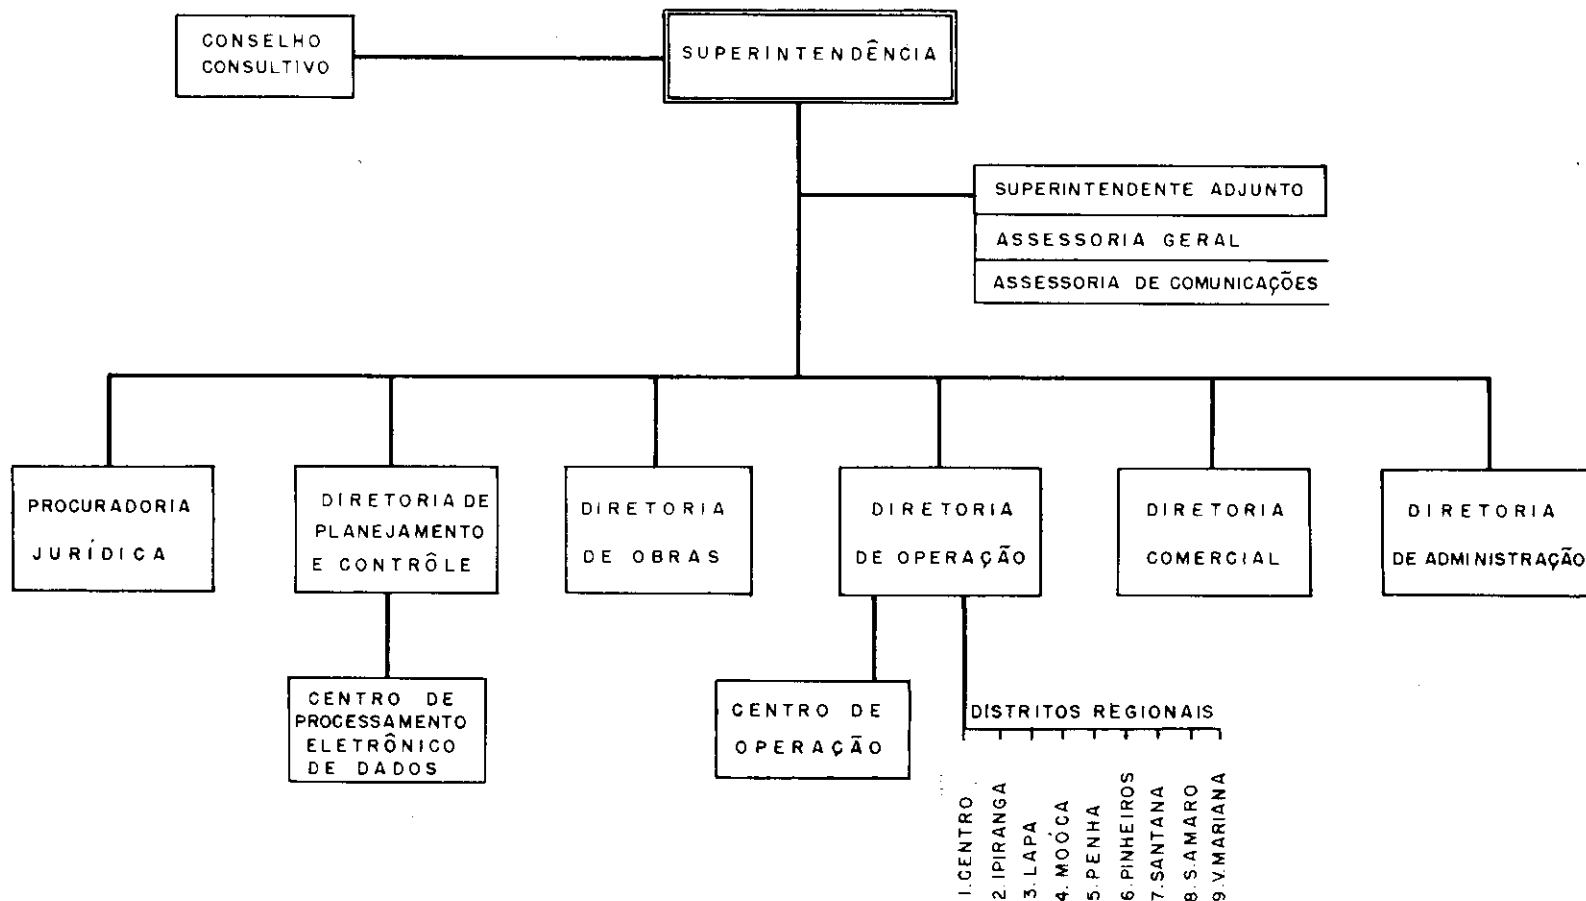 CONSELHO
CONSULTIVO
SUPERINTENDÊNCIA
SUPERINTENDENTE ADJUNTO
ASSESSORIA GERAL
ASSESSORIA DE COMUNICAÇÕES
PROCURADORIA
JURÍDICA
DIRETORIA DE
PLANEJAMENTO
E CONTRÔLE
DIRETORIA
DE OBRAS
DIRETORIA
DE OPERAÇÃO
DIRETORIA
COMERCIAL
DIRETORIA
DE ADMINISTRAÇÃO
CENTRO DE
PROCESSAMENTO
ELETRÔNICO
DE DADOS
CENTRO DE
OPERAÇÃO
DISTRITOS REGIONAIS
1.CENTRO
2.IPIRANGA
3.LAPA
4.MOÓCA
5.PENHA
6.PINHEIROS
7.SANTANA
8.S.AMARO
9.V.MARIANA